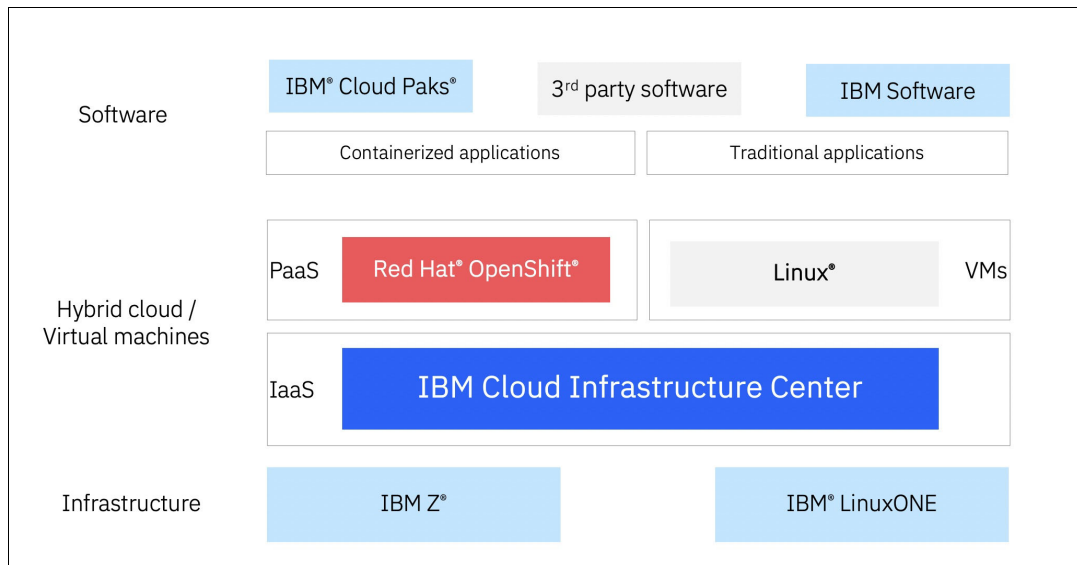 IBM® Cloud Paks®
3rd party software
IBM Software
Software
Containerized applications
Traditional applications
PaaS
Red Hat® OpenShift®
Linux®
VMs
Hybrid cloud /
Virtual machines
IaaS
IBM Cloud Infrastructure Center
Infrastructure
IBM Z®
IBM® LinuxONE